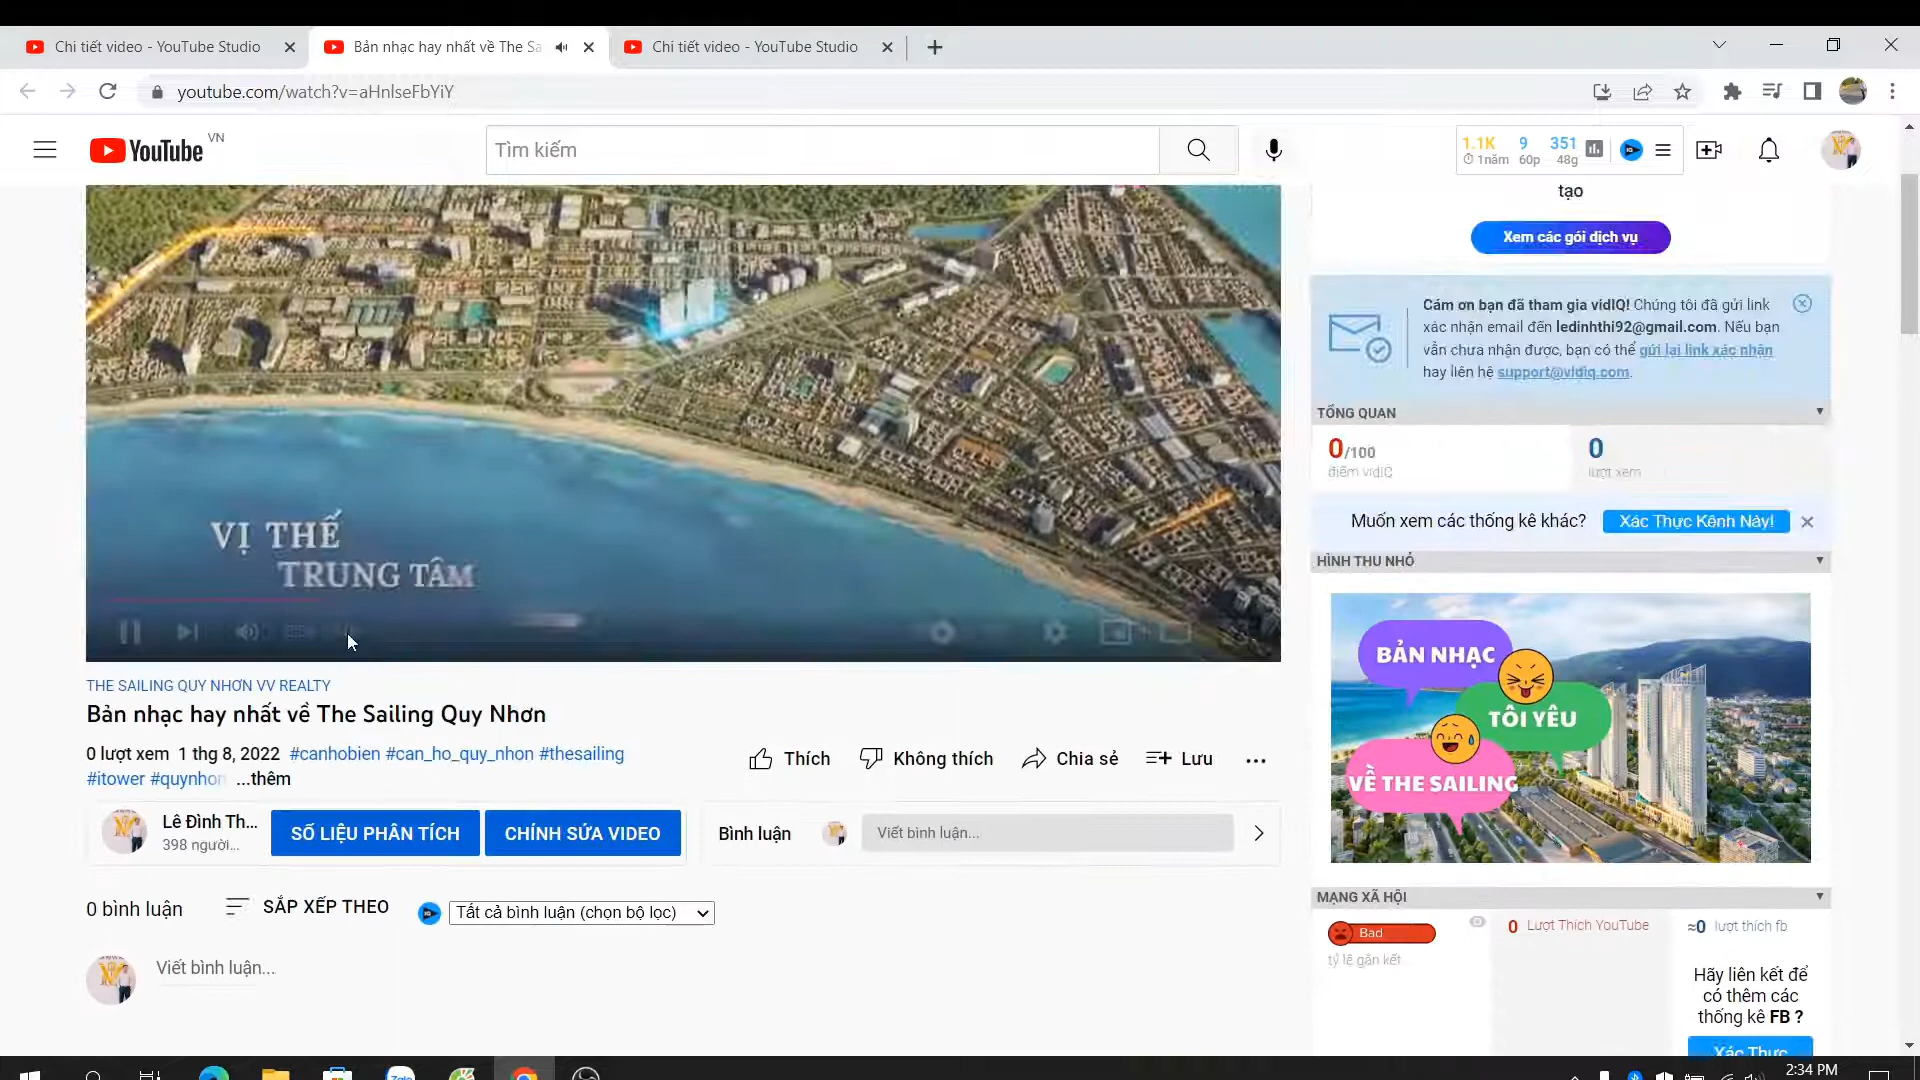 Chi tiết video - YouTube Studio
Bản nhạc hay nhất về The Sa
Chi tiết video - YouTube Studio
youtube.com/watch?v=aHnlseFbYiY
YouTube VN
Tìm kiếm
1.1K 9 351
1năm 60p 48g
tạo
Xem các gói dịch vụ
Cám ơn bạn đã tham gia vidIQ! Chúng tôi đã gửi link
xác nhận email đến ledinhthi92@gmail.com. Nếu bạn
vẫn chưa nhận được, bạn có thể gửi lại link xác nhận
hay liên hệ support@vidiq.com.
TỔNG QUAN
0/100
điểm vidIQ
0
lượt xem
Muốn xem các thống kê khác?
Xác Thực Kênh Này!
HÌNH THU NHỎ
BẢN NHẠC
TÔI YÊU
VỀ THE SAILING
VỊ THẾ
TRUNG TÂM
THE SAILING QUY NHƠN VV REALTY
Bản nhạc hay nhất về The Sailing Quy Nhơn
0 lượt xem 1 thg 8, 2022 #canhobien #can_ho_quy_nhon #thesailing
#itower #quynhon ...thêm
Thích
Không thích
Chia sẻ
Lưu
Lê Đình Th...
398 người...
SỐ LIỆU PHÂN TÍCH
CHỈNH SỬA VIDEO
Bình luận
Viết bình luận...
0 bình luận
SẮP XẾP THEO
Tất cả bình luận (chọn bộ lọc)
Viết bình luận...
MẠNG XÃ HỘI
Bad
tỷ lệ gắn kết
0 Lượt Thích YouTube
≈0 lượt thích fb
Hãy liên kết để
có thêm các
thống kê FB ?
Xác Thực
Zalo
2:34 PM